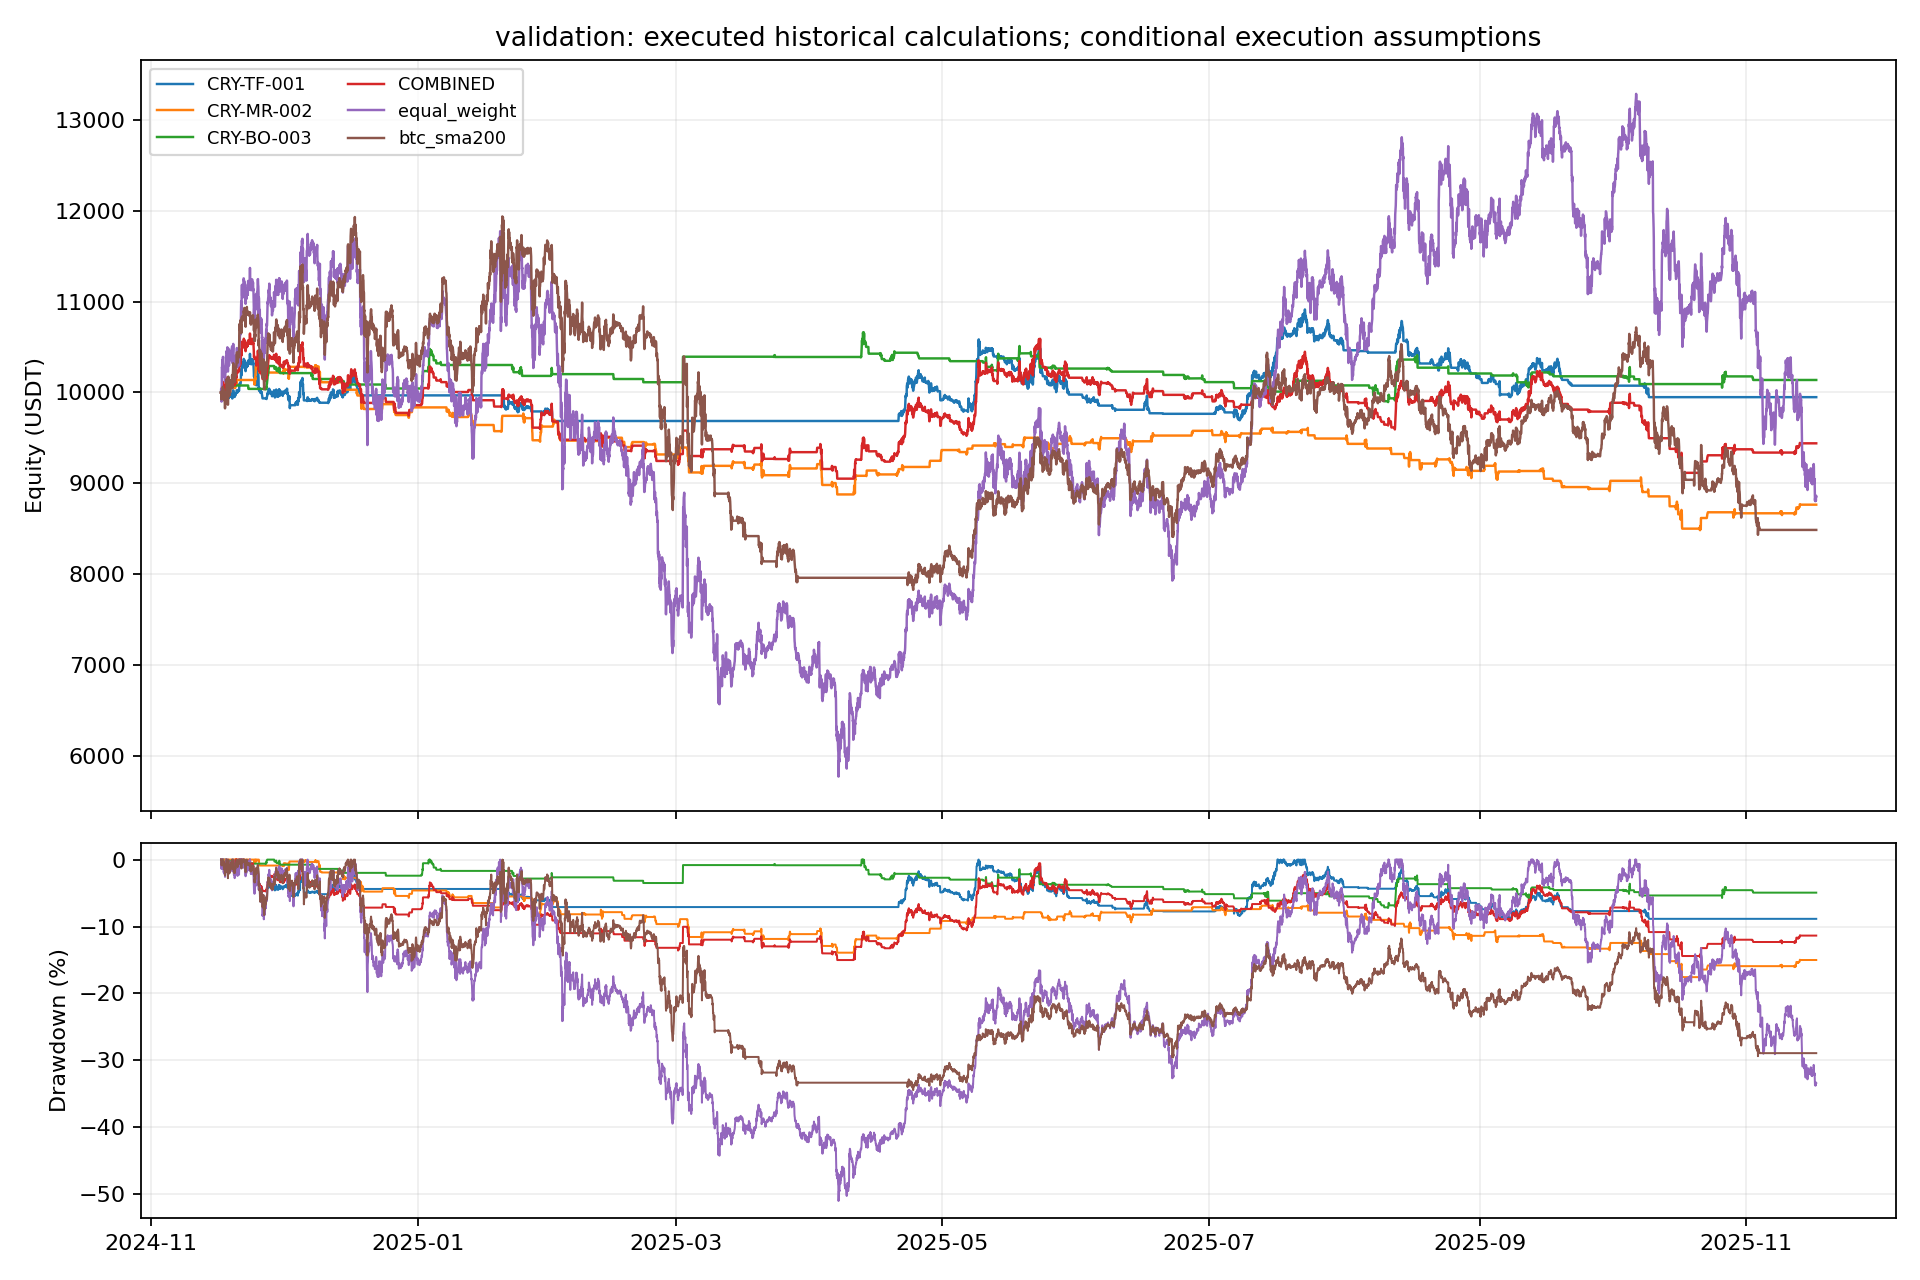 validation: executed historical calculations; conditional execution assumptions
CRY-TF-001
CRY-MR-002
CRY-BO-003
COMBINED
equal_weight
btc_sma200
Equity (USDT)
13000
12000
11000
10000
9000
8000
7000
6000
Drawdown (%)
0
−10
−20
−30
−40
−50
2024-11
2025-01
2025-03
2025-05
2025-07
2025-09
2025-11